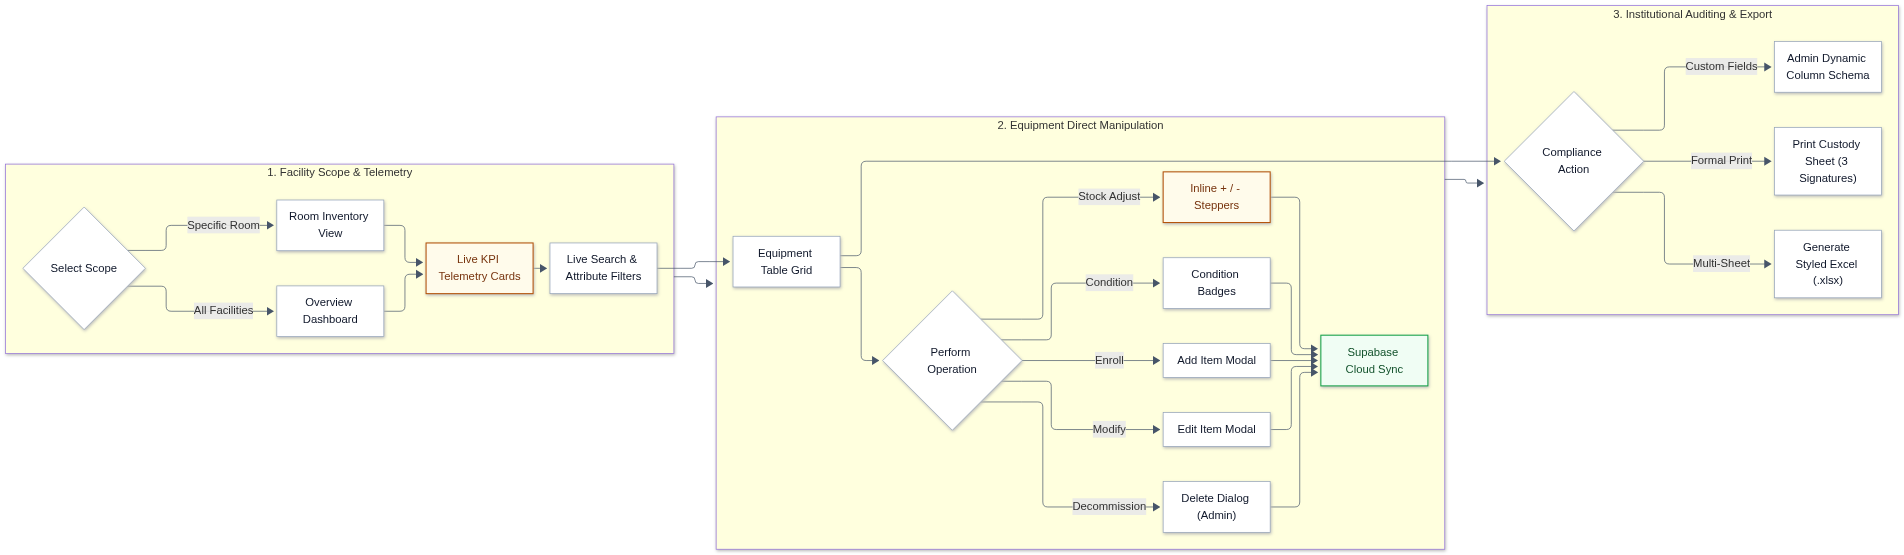 1. Facility Scope & Telemetry
Select Scope
Specific Room
All Facilities
Room Inventory
View
Overview
Dashboard
Live KPI
Telemetry Cards
Live Search &
Attribute Filters
2. Equipment Direct Manipulation
Equipment
Table Grid
Perform
Operation
Stock Adjust
Condition
Enroll
Modify
Decommission
Inline + / -
Steppers
Condition
Badges
Add Item Modal
Edit Item Modal
Delete Dialog
(Admin)
Supabase
Cloud Sync
3. Institutional Auditing & Export
Compliance
Action
Custom Fields
Formal Print
Multi-Sheet
Admin Dynamic
Column Schema
Print Custody
Sheet (3
Signatures)
Generate
Styled Excel
(.xlsx)